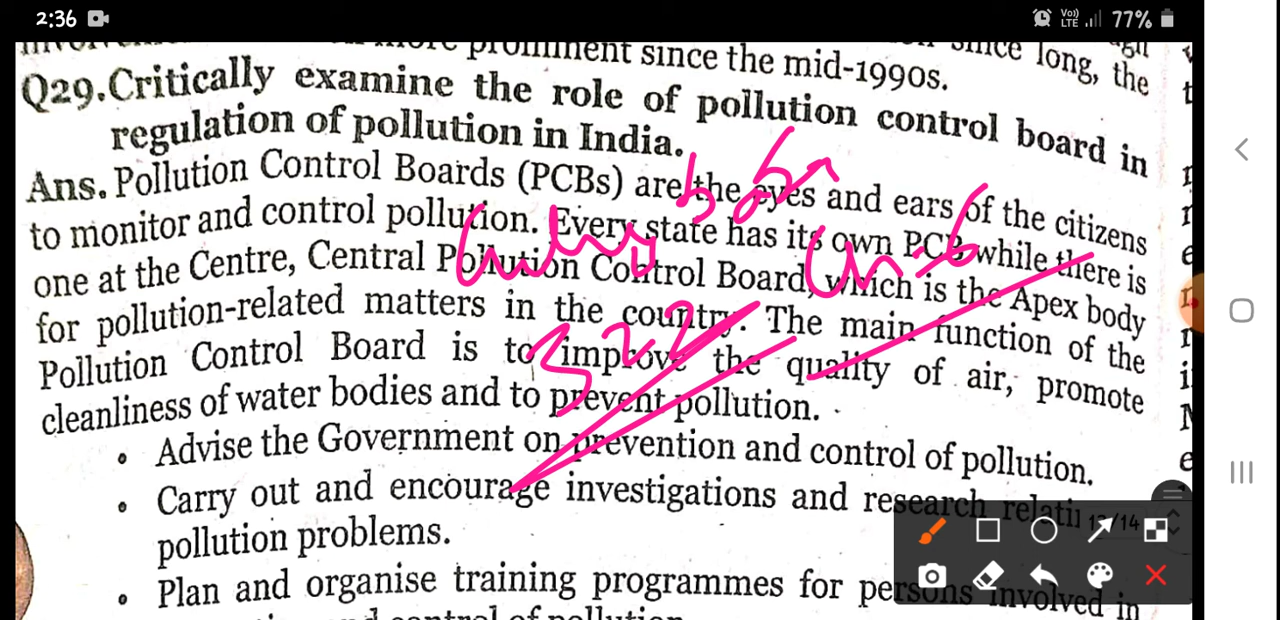 2:36
Vo))
LTE
77%
prominent since the mid-1990s.
since long, the
Q29.Critically examine the role of pollution control board in
regulation of pollution in India.
Ans. Pollution Control Boards (PCBs) are the eyes and ears of the citizens
to monitor and control pollution. Every state has its own PCB while there is
one at the Centre, Central Pollution Control Board, which is the Apex body
for pollution-related matters in the country. The main function of the
Pollution Control Board is to improve the quality of air, promote
cleanliness of water bodies and to prevent pollution.
• Advise the Government on prevention and control of pollution.
• Carry out and encourage investigations and research
pollution problems.
• Plan and organise training programmes for persons involved in
control of pollution
/14